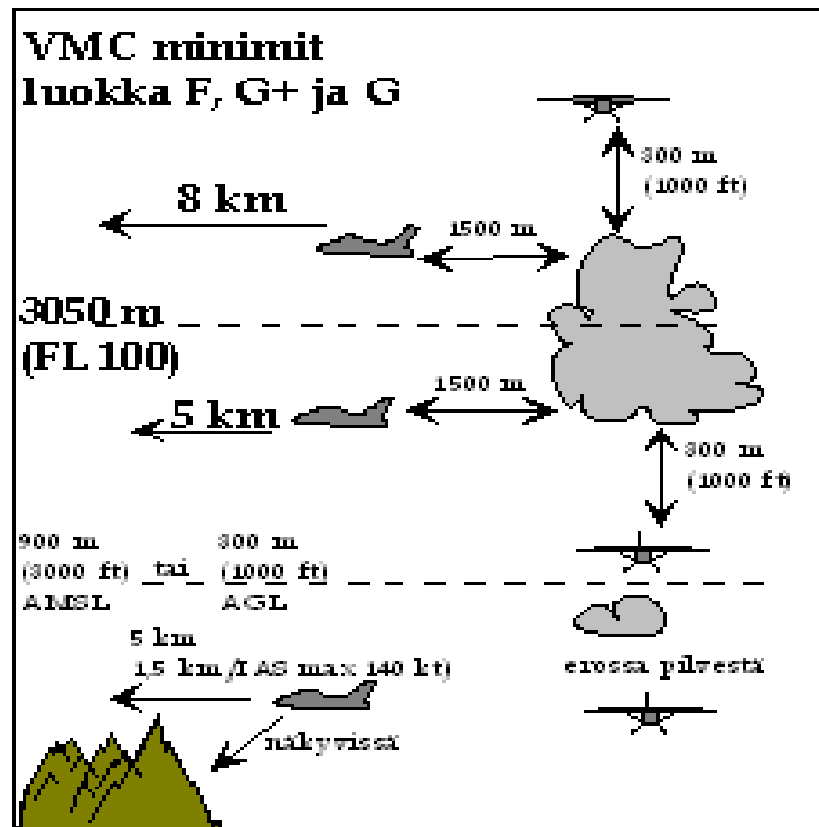 VMC minimit
luokka F, G+ ja G
300 m
(1000 ft)
8 km
1500 m
3050 m
(FL 100)
1500 m
5 km
300 m
(1000 ft)
900 m
(3000 ft) tai
AMSL
300 m
(1000 ft)
AGL
5 km
1,5 km/IAS max 140 kt)
erossa pilvestä
näkyvissä